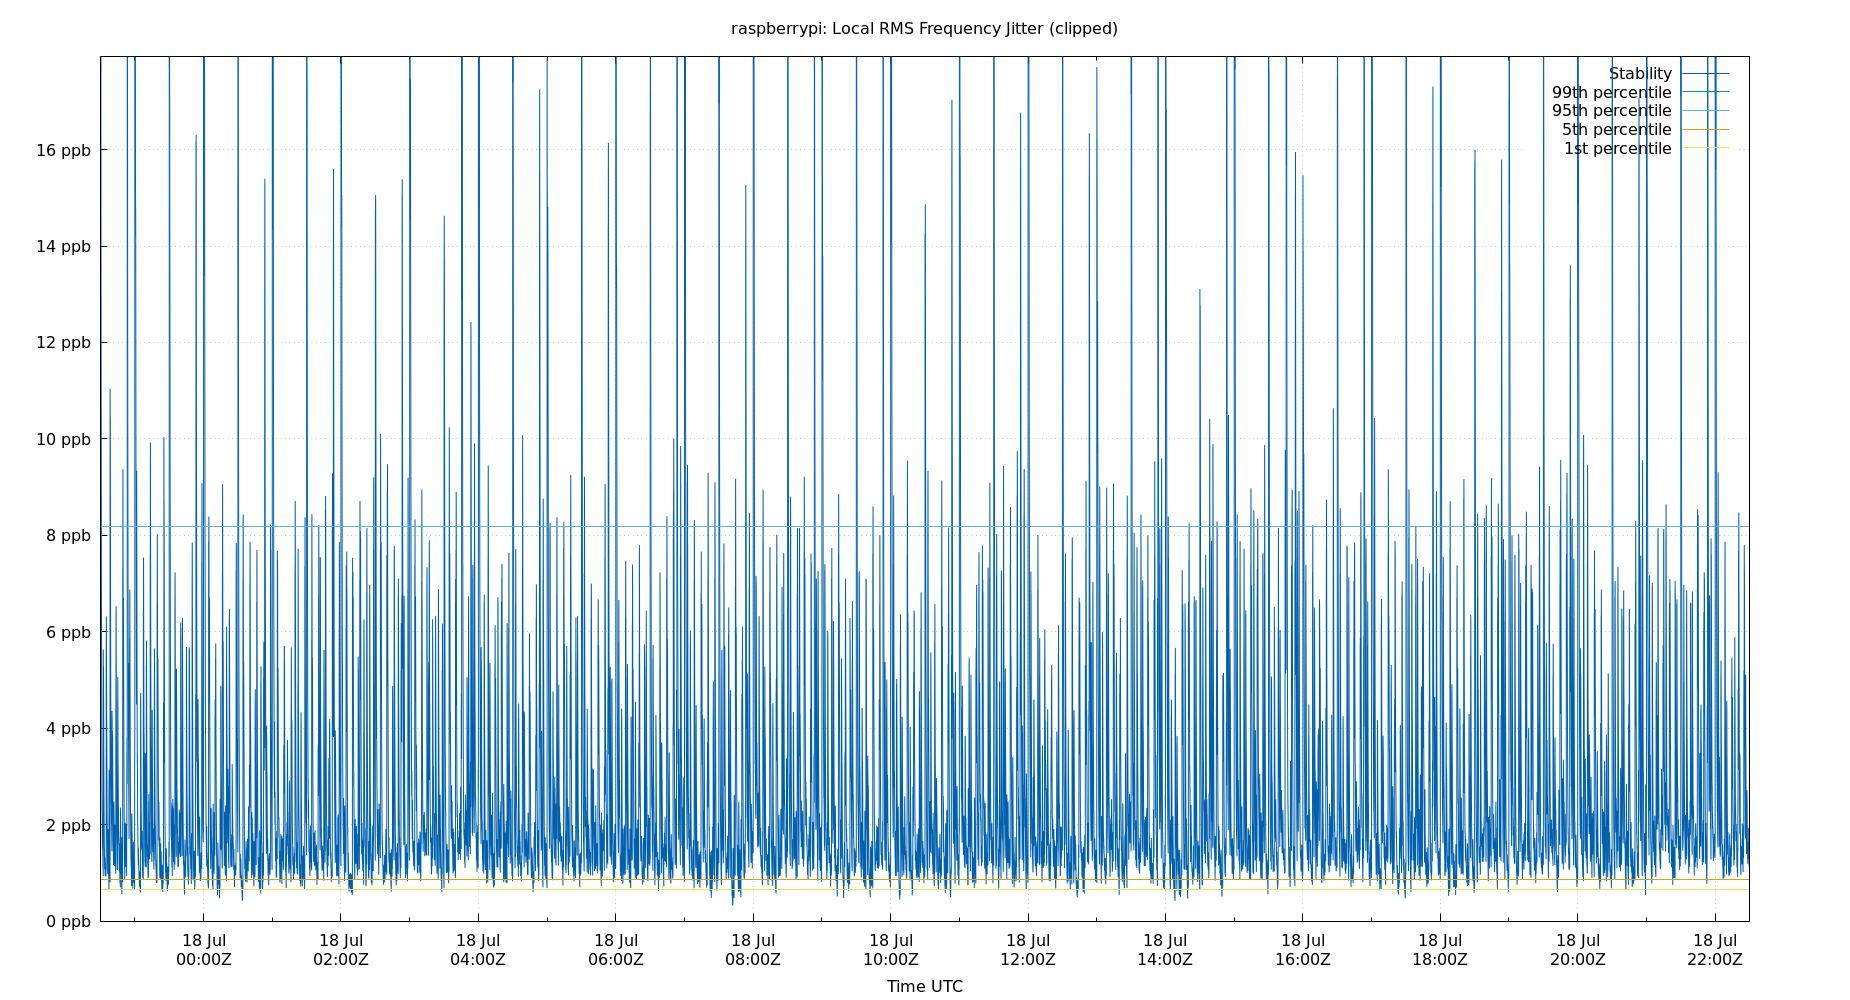 raspberrypi: Local RMS Frequency Jitter (clipped)
Stability
99th percentile
95th percentile
5th percentile
1st percentile
16 ppb
14 ppb
12 ppb
10 ppb
8 ppb
6 ppb
4 ppb
2 ppb
0 ppb
18 Jul 18 Jul 18 Jul 18 Jul 18 Jul 18 Jul 18 Jul 18 Jul 18 Jul 18 Jul 18 Jul 18 Jul
00:00Z 02:00Z 04:00Z 06:00Z 08:00Z 10:00Z 12:00Z 14:00Z 16:00Z 18:00Z 20:00Z 22:00Z
Time UTC